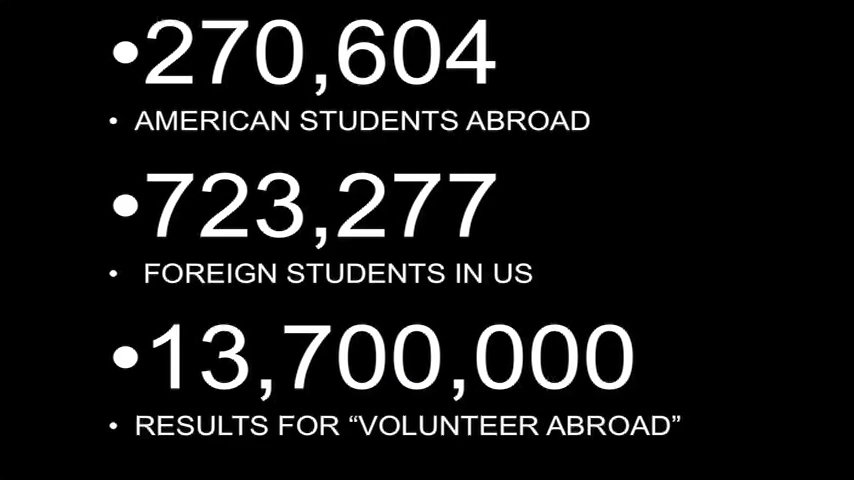 •270,604
• AMERICAN STUDENTS ABROAD
•723,277
• FOREIGN STUDENTS IN US
•13,700,000
• RESULTS FOR “VOLUNTEER ABROAD”